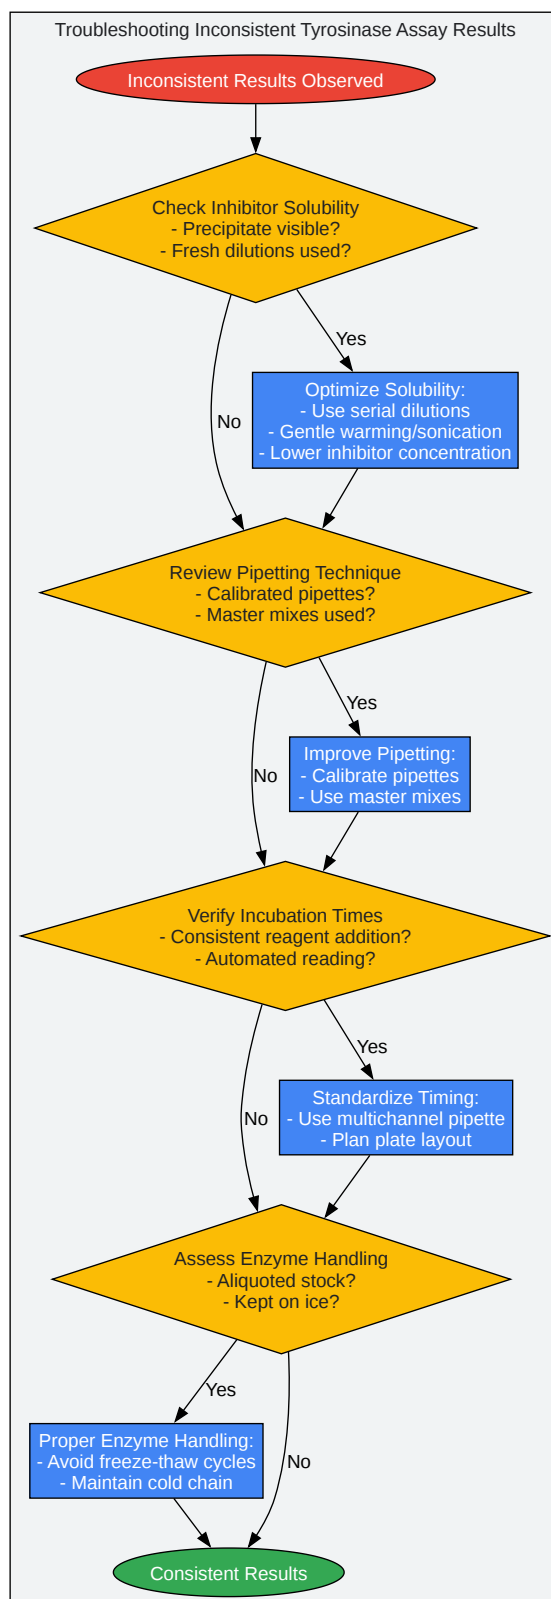 Troubleshooting Inconsistent Tyrosinase Assay Results
Inconsistent Results Observed
Check Inhibitor Solubility
- Precipitate visible?
- Fresh dilutions used?
Yes
No
Optimize Solubility:
- Use serial dilutions
- Gentle warming/sonication
- Lower inhibitor concentration
Review Pipetting Technique
- Calibrated pipettes?
- Master mixes used?
Yes
No
Improve Pipetting:
- Calibrate pipettes
- Use master mixes
Verify Incubation Times
- Consistent reagent addition?
- Automated reading?
Yes
No
Standardize Timing:
- Use multichannel pipette
- Plan plate layout
Assess Enzyme Handling
- Aliquoted stock?
- Kept on ice?
Yes
No
Proper Enzyme Handling:
- Avoid freeze-thaw cycles
- Maintain cold chain
Consistent Results